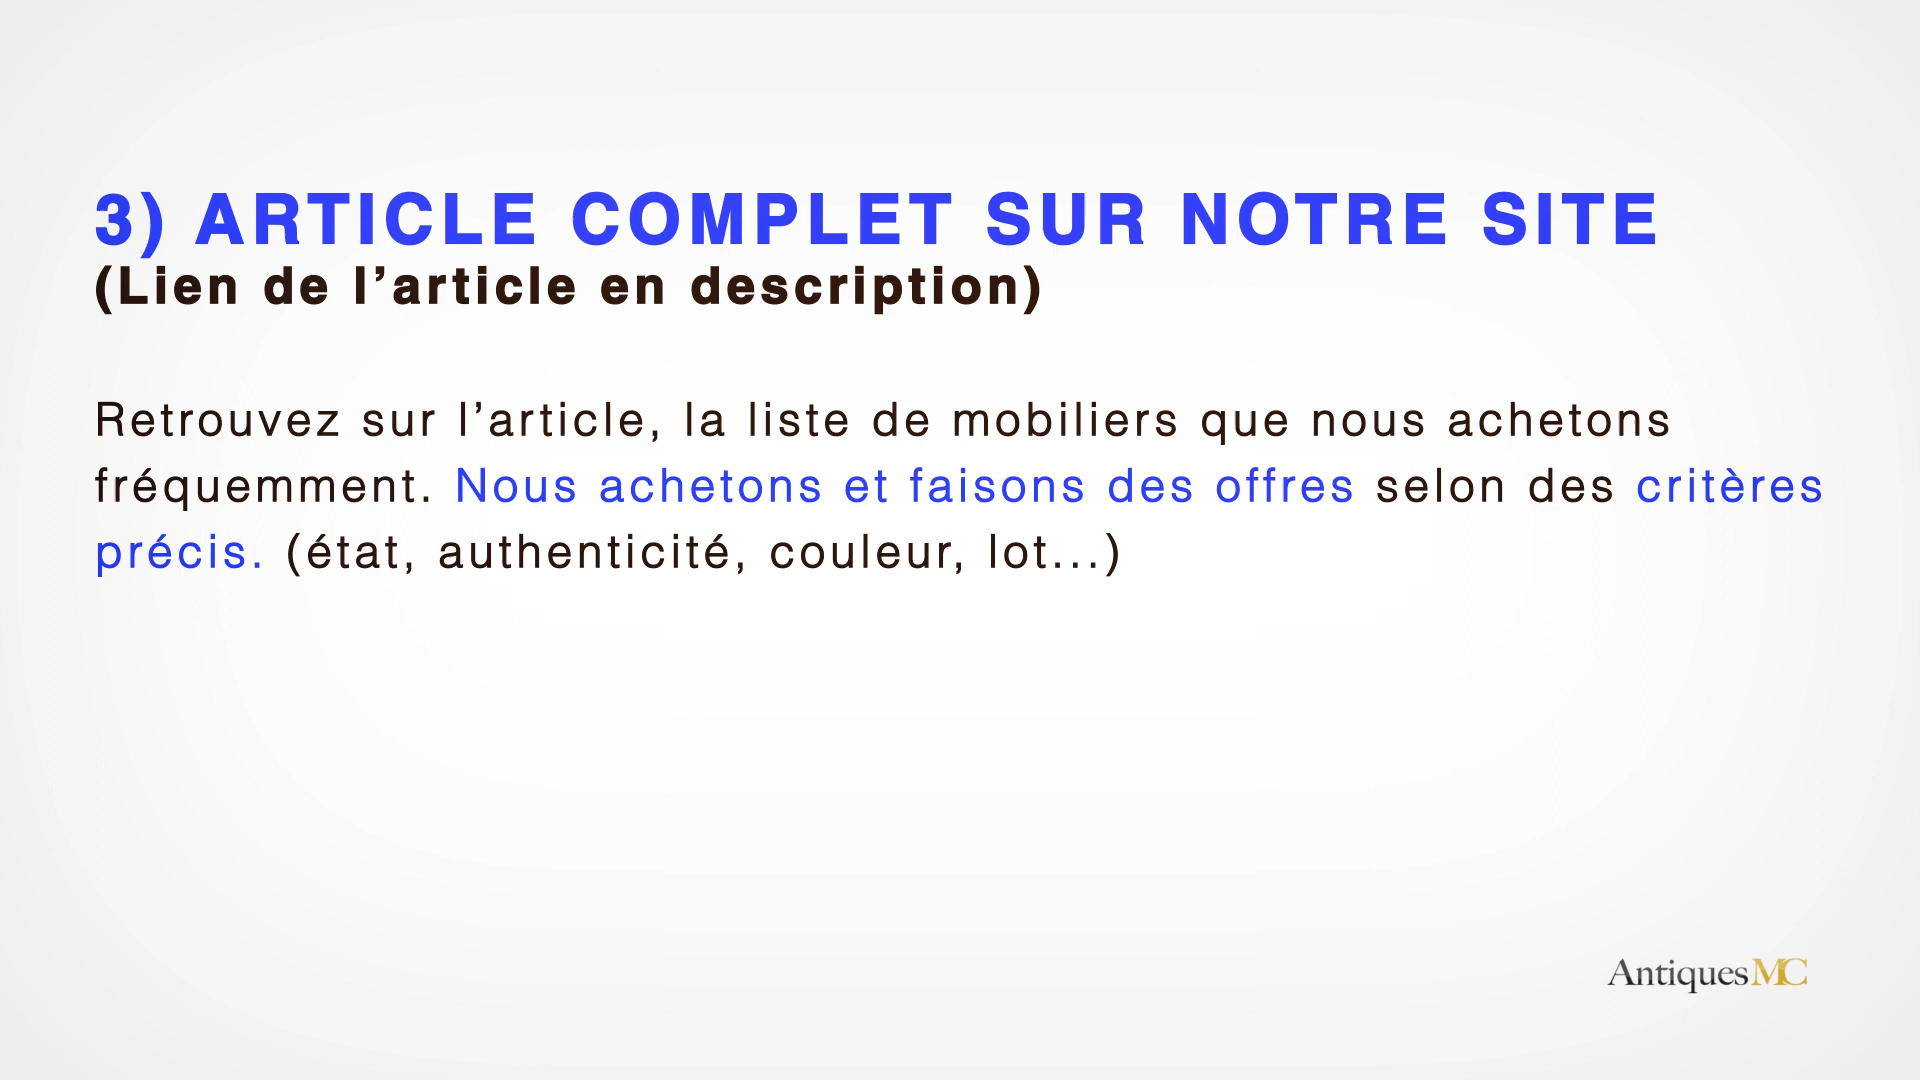 3) ARTICLE COMPLET SUR NOTRE SITE
(Lien de l’article en description)
Retrouvez sur l’article, la liste de mobiliers que nous achetons
fréquemment. Nous achetons et faisons des offres selon des critères
précis. (état, authenticité, couleur, lot...)
AntiquesMC